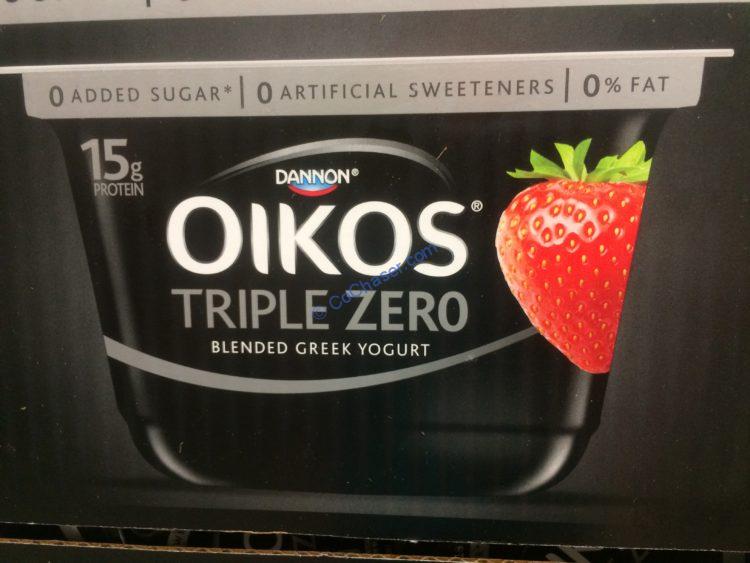 0 ADDED SUGAR* | 0 ARTIFICIAL SWEETENERS | 0% FAT
15g
PROTEIN
DANNON®
OIKOS®
© CoChaser.com
TRIPLE ZERO
BLENDED GREEK YOGURT